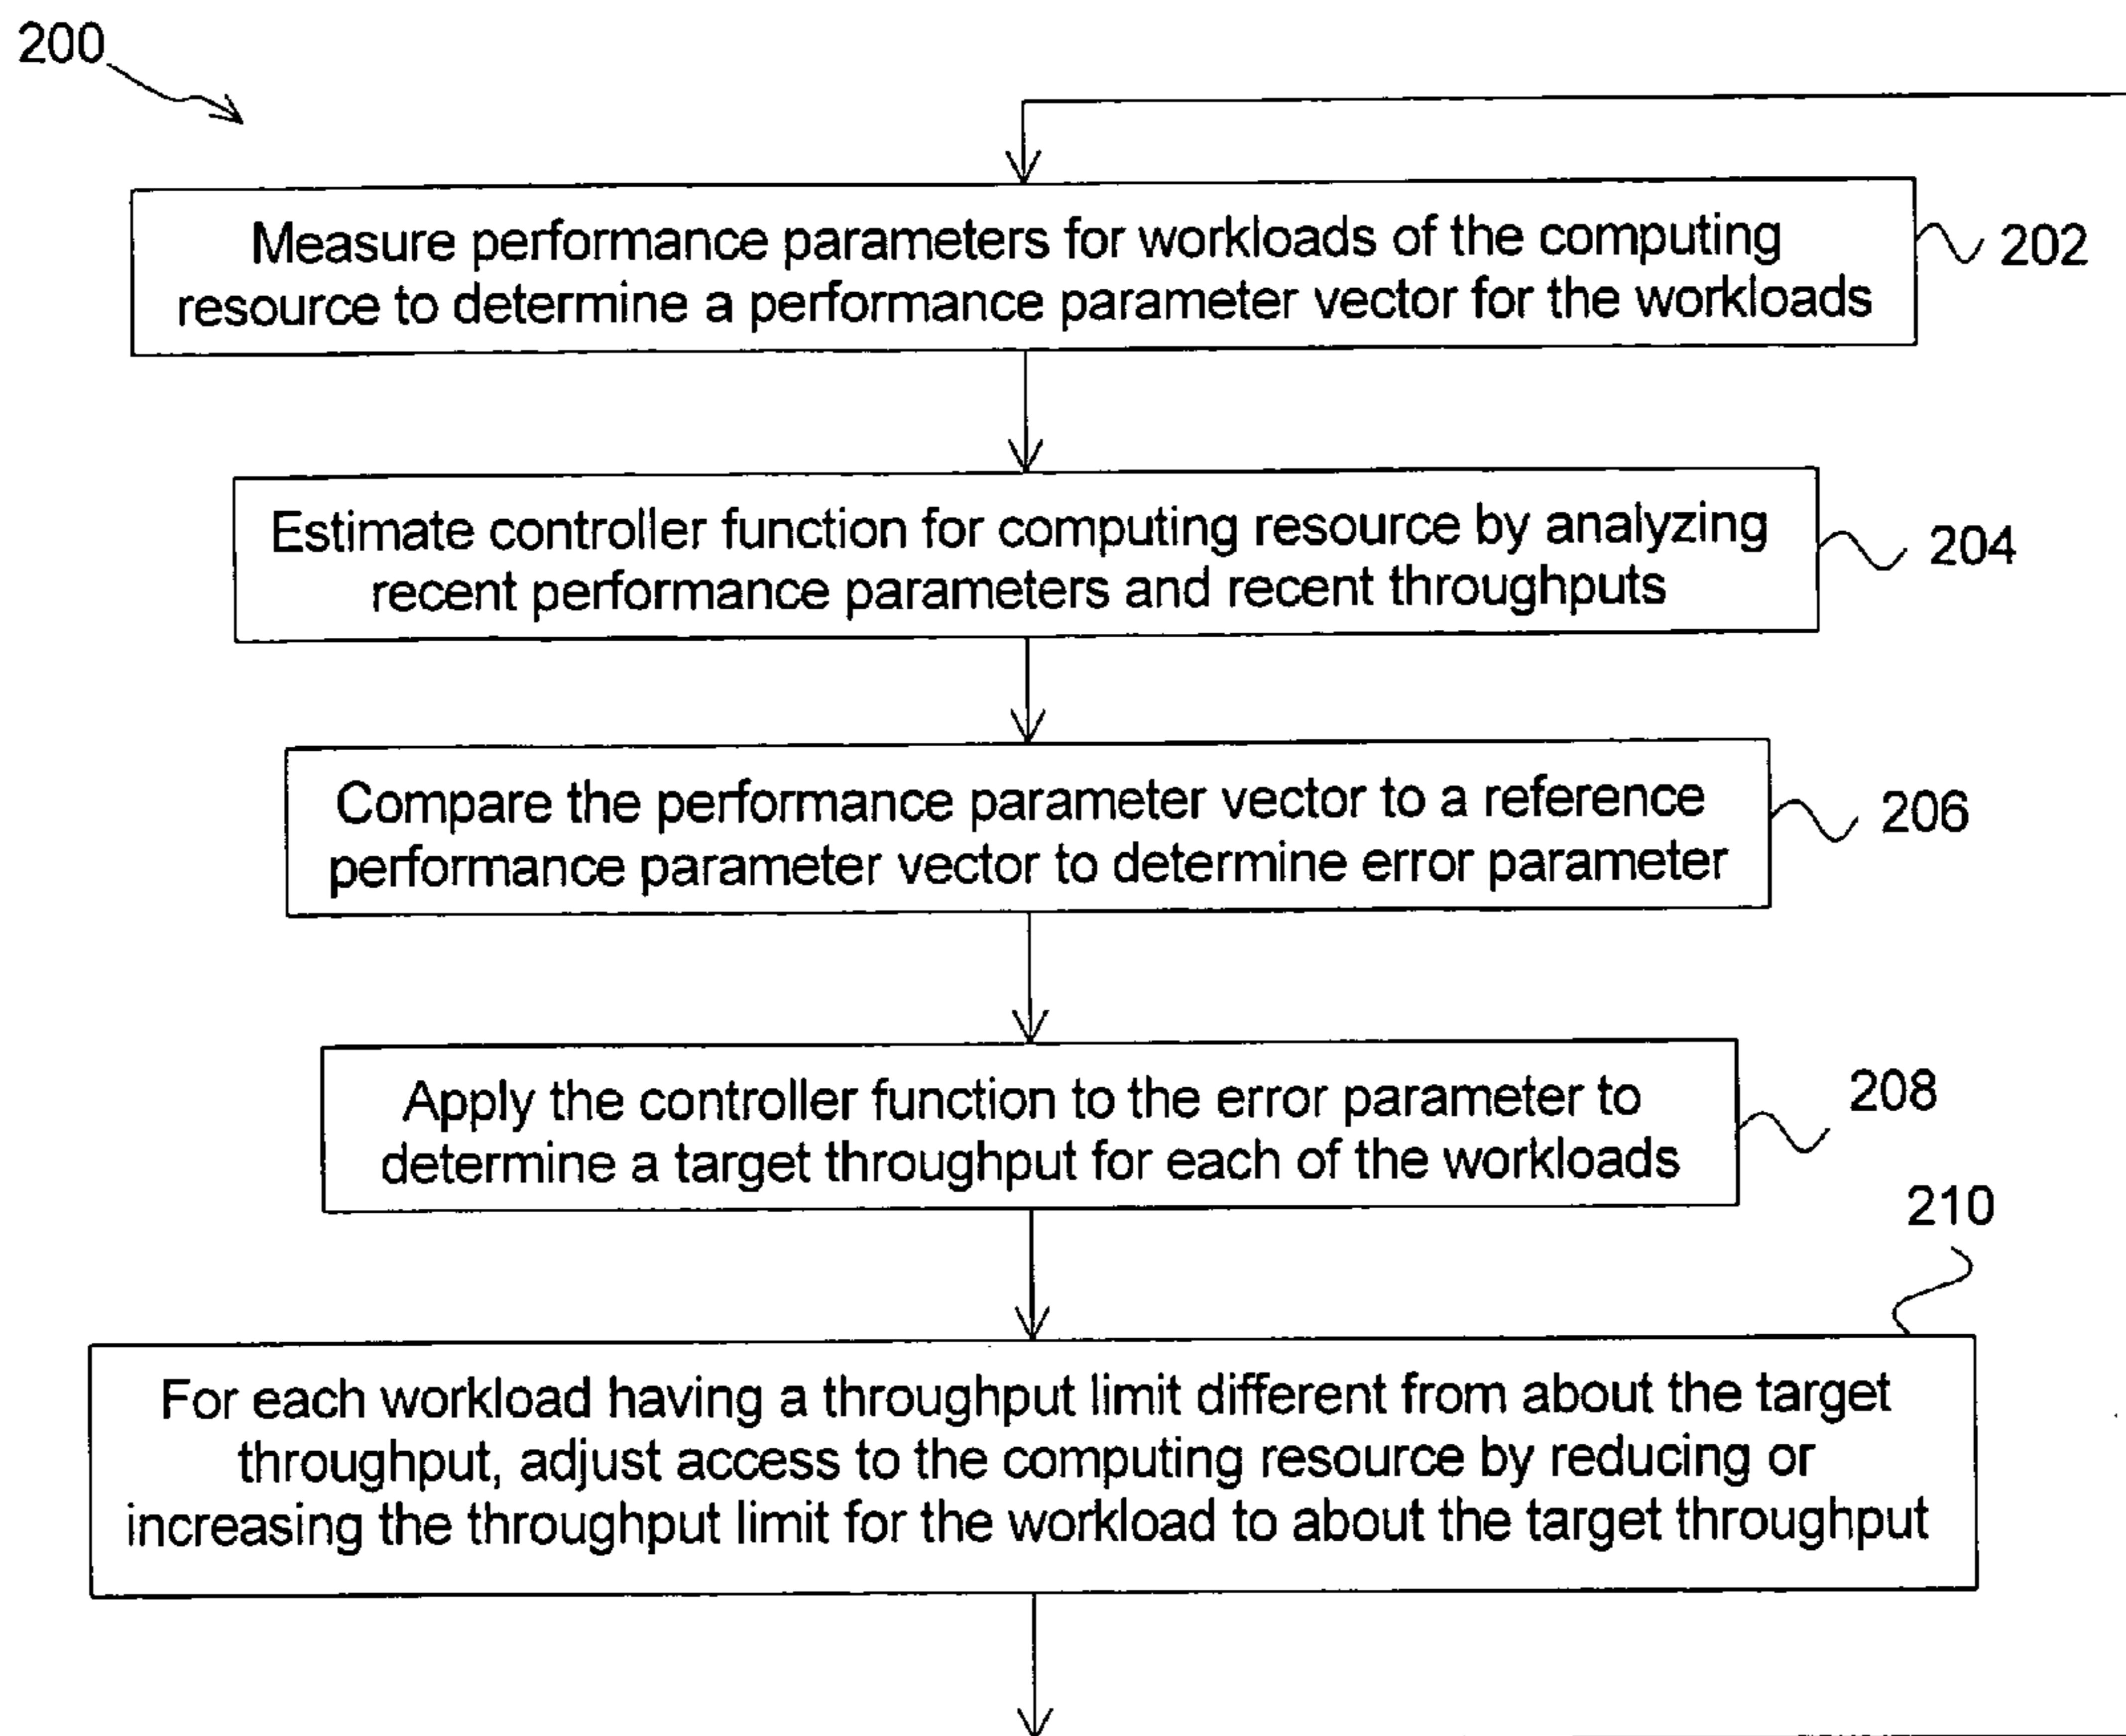 200
Measure performance parameters for workloads of the computing
resource to determine a performance parameter vector for the workloads
202
Estimate controller function for computing resource by analyzing
recent performance parameters and recent throughputs
204
Compare the performance parameter vector to a reference
performance parameter vector to determine error parameter
206
Apply the controller function to the error parameter to
determine a target throughput for each of the workloads
208
210
For each workload having a throughput limit different from about the target
throughput, adjust access to the computing resource by reducing or
increasing the throughput limit for the workload to about the target throughput